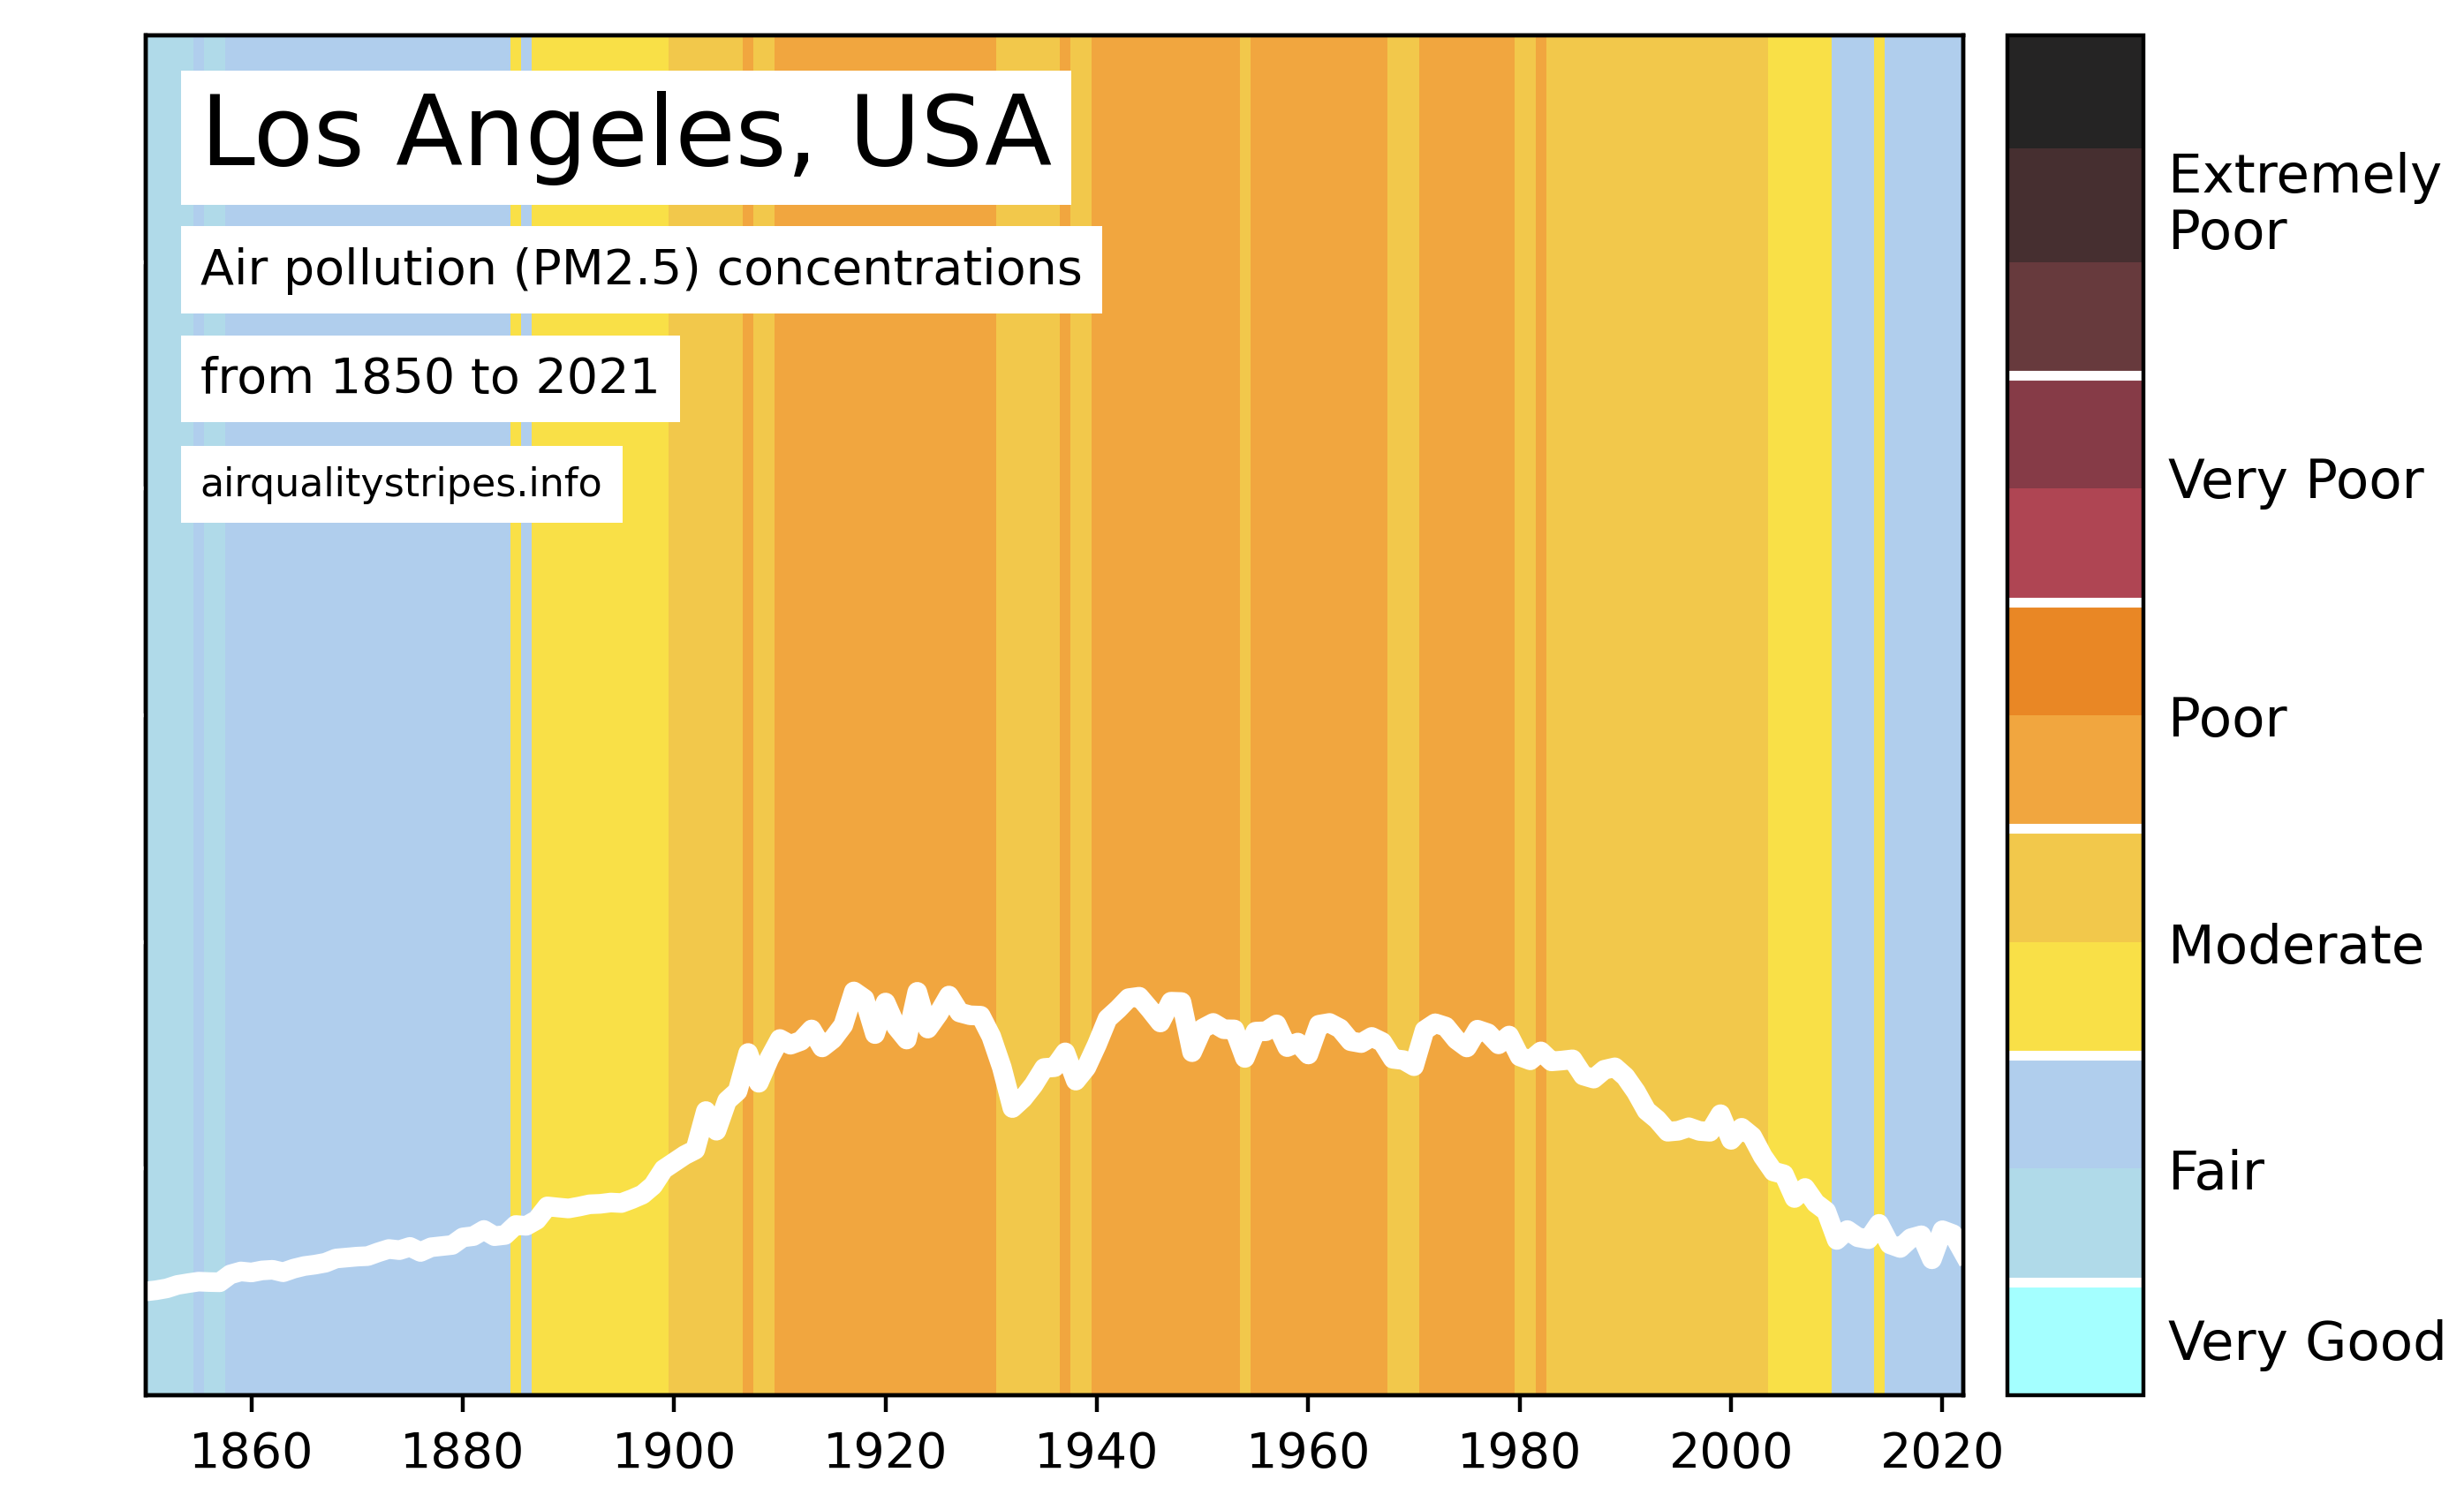 Los Angeles, USA
Air pollution (PM2.5) concentrations
from 1850 to 2021
airqualitystripes.info
Extremely
Poor
Very Poor
Poor
Moderate
Fair
Very Good
1860 1880 1900 1920 1940 1960 1980 2000 2020